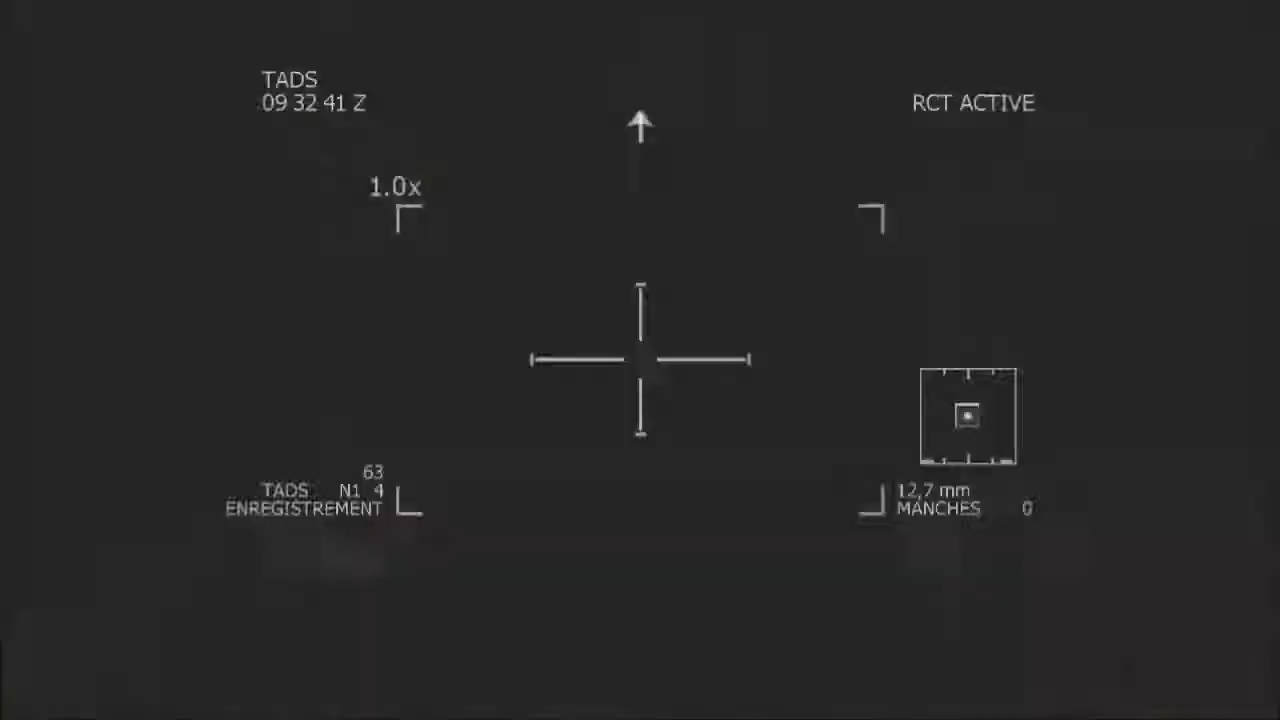 TADS
09 32 41 Z
RCT ACTIVE
1.0x
63
TADS N1 4
ENREGISTREMENT
12,7 mm
MANCHES 0